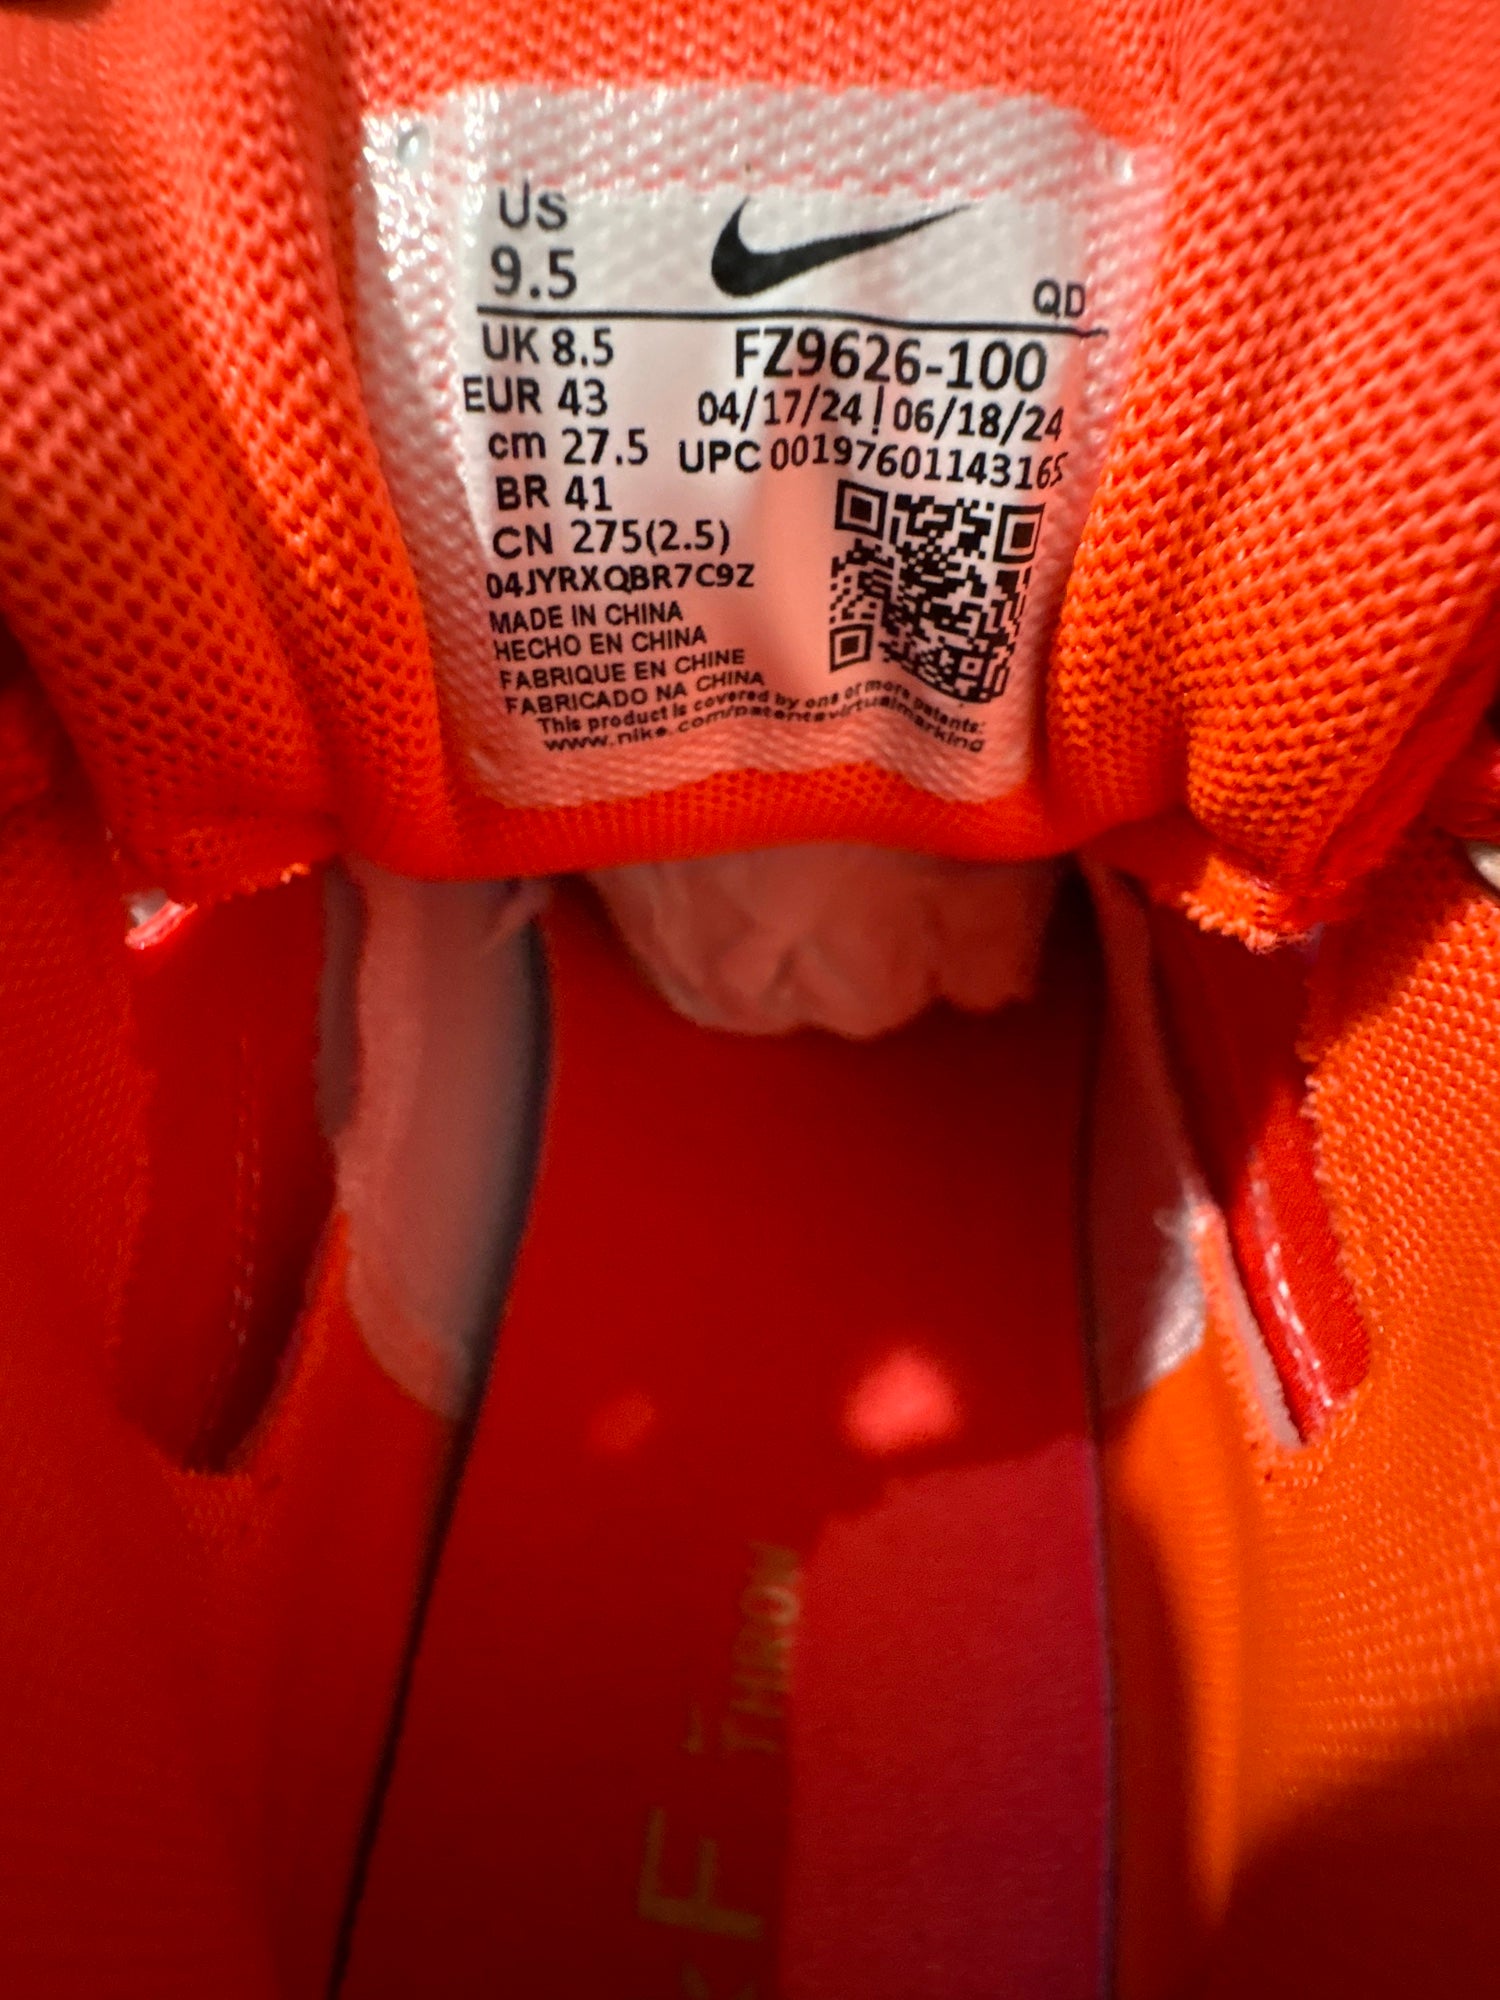 Us
9.5
QD
UK 8.5
FZ9626-100
EUR 43
04/17/24 | 06/18/24
cm 27.5
UPC 00197601143165
BR 41
CN 275(2.5)
04JYRXQBR7C9Z
MADE IN CHINA
HECHO EN CHINA
FABRIQUE EN CHINE
FABRICADO NA CHINA
This product is covered by one or more patents:
www.nike.com/patentsvirtualmarking
THROW